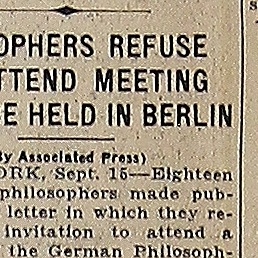 OPHERS REFUSE
TTEND MEETING
E HELD IN BERLIN
By Associated Press)
ORK, Sept. 15—Eighteen
philosophers made pub-
letter in which they re-
invitation to attend a
the German Philosoph-